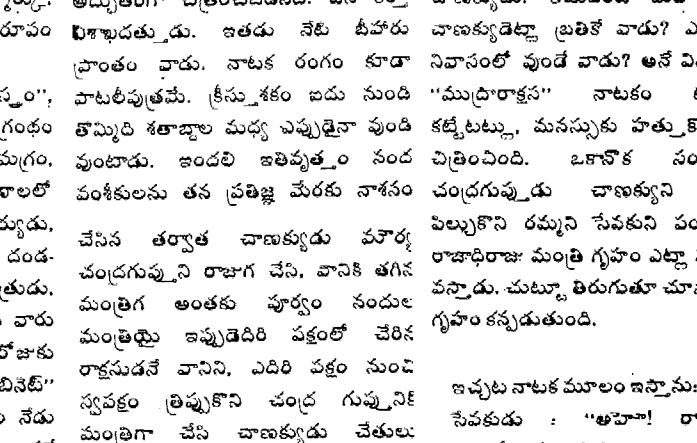 రూపం
స్త్రం",
గ్రంథం
మగ్రం,
ణాలలో
ర్యుడు,
దండ-
త్రుడు.
వారు
రోజుకు
బినెట్"
నేడు
విశాఖదత్తుడు. ఇతడు నేటి బీహారు
ప్రాంతం వాడు. నాటక రంగం కూడా
పాటలీపుత్రమే. క్రీస్తుశకం ఐదు నుండి
తొమ్మిది శతాబ్దాల మధ్య ఎప్పుడైనా వుండి
వుంటాడు. ఇందలి ఇతివృత్తం నంద
వంశీకులను తన ప్రతిజ్ఞ మేరకు నాశనం
చేసిన తర్వాత చాణక్యుడు మౌర్య
చంద్రగుప్తుని రాజుగ చేసి, వానికి తగిన
మంత్రిగ అంతకు పూర్వం నందుల
మంత్రియై ఇప్పుడెదిరి పక్షంలో చేరిన
రాక్షసుడనే వానిని, ఎదిరి పక్షం నుంచి
స్వపక్షం త్రిప్పుకొని చంద్ర గుప్తునికి
మంత్రిగా చేసి చాణక్యుడు చేతులు
చాణక్యుడెట్లా బ్రతికే వాడు?
నివాసంలో వుండే వాడు? అనే
"ముద్రారాక్షస" నాటకం
కట్టేటట్లు, మనస్సుకు
చిత్రించింది. ఒకానొక
చంద్రగుప్తుడు చాణక్యుని
పిల్చుకొని రమ్మని సేవకుని
రాజాధిరాజు మంత్రి గృహం ఎట్లా
వస్తాడు. చుట్టూ తిరుగుతూ
గృహం కన్పడుతుంది.
ఇచ్చట నాటక మూలం ఇస్తాను:
సేవకుడు : "అహో! రా